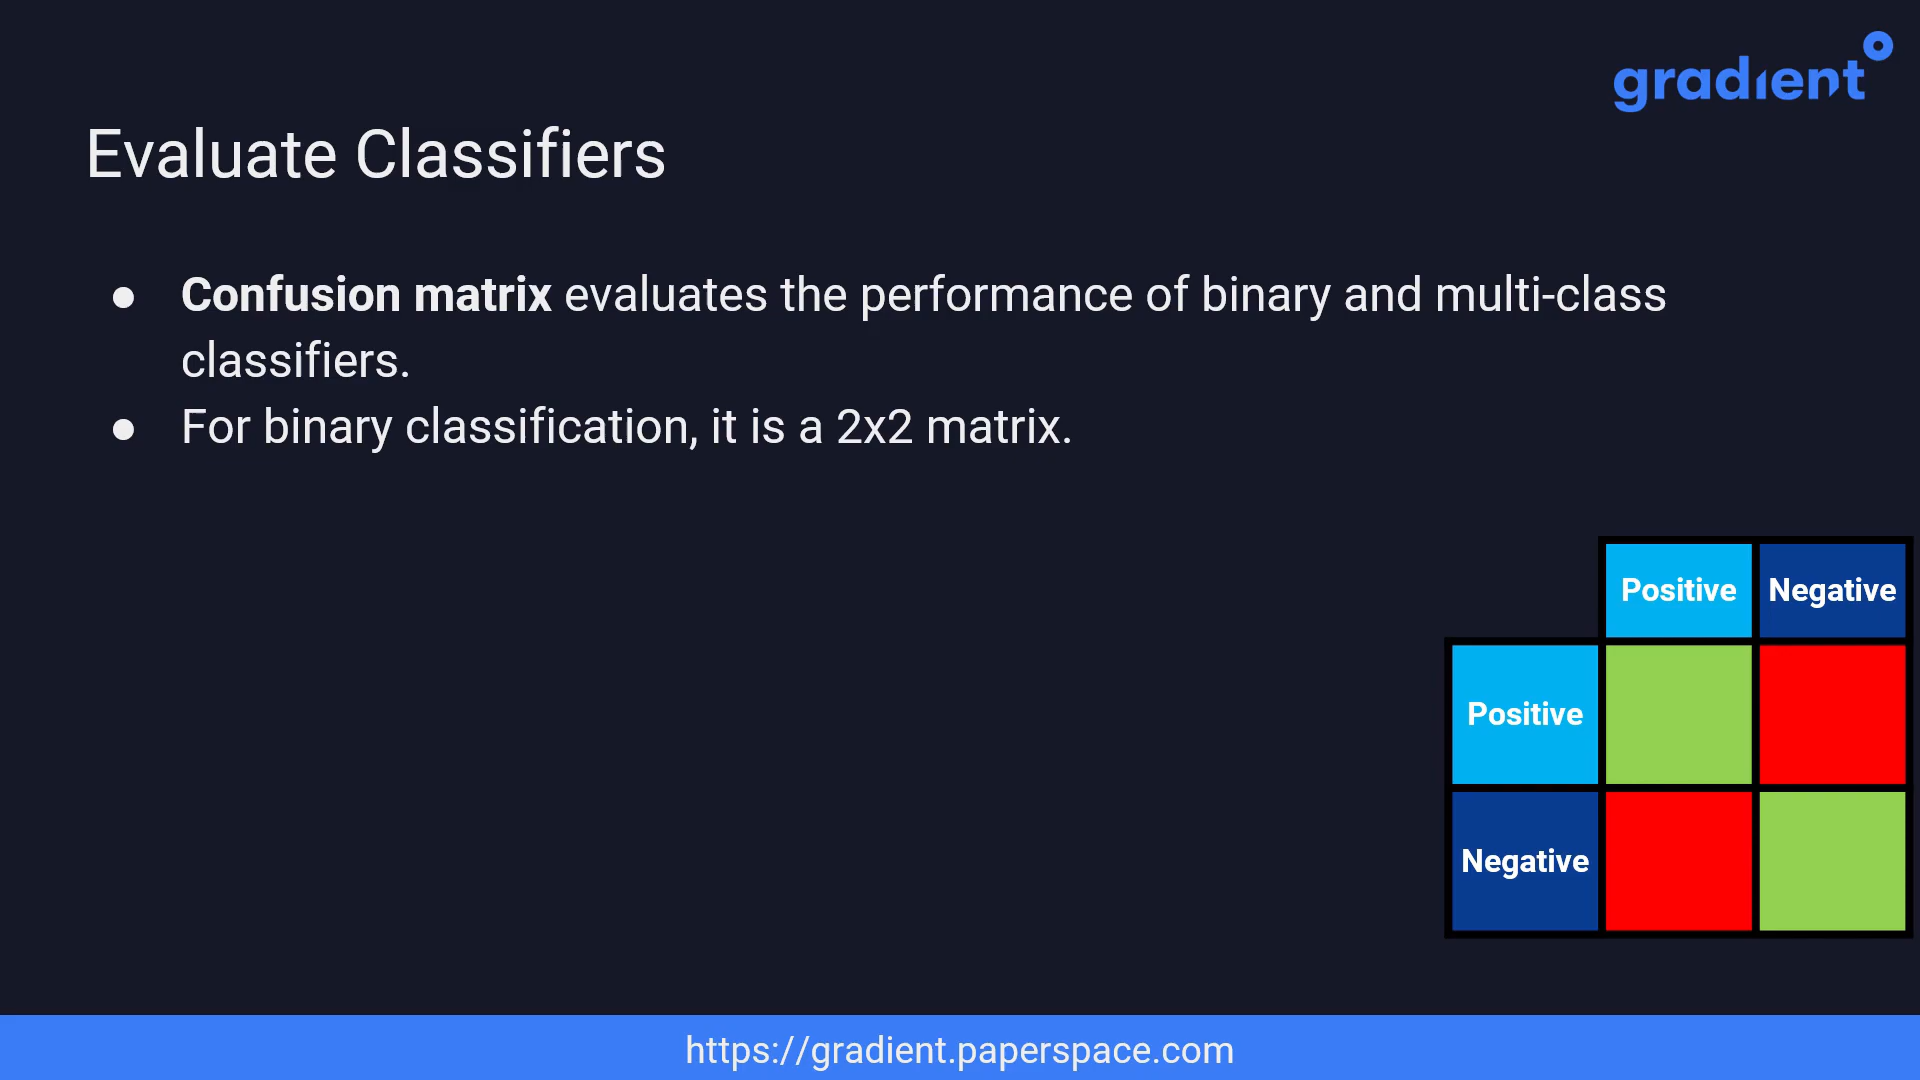 gradient
Evaluate Classifiers
● Confusion matrix evaluates the performance of binary and multi-class
classifiers.
● For binary classification, it is a 2x2 matrix.
Positive Negative
Positive
Negative
https://gradient.paperspace.com